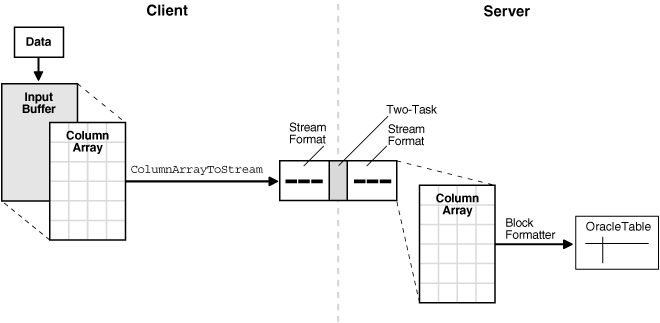 Client
Server
Data
Input
Buffer
Column
Array
ColumnArrayToStream
Stream
Format
Two-Task
Stream
Format
Column
Array
Block
Formatter
OracleTable